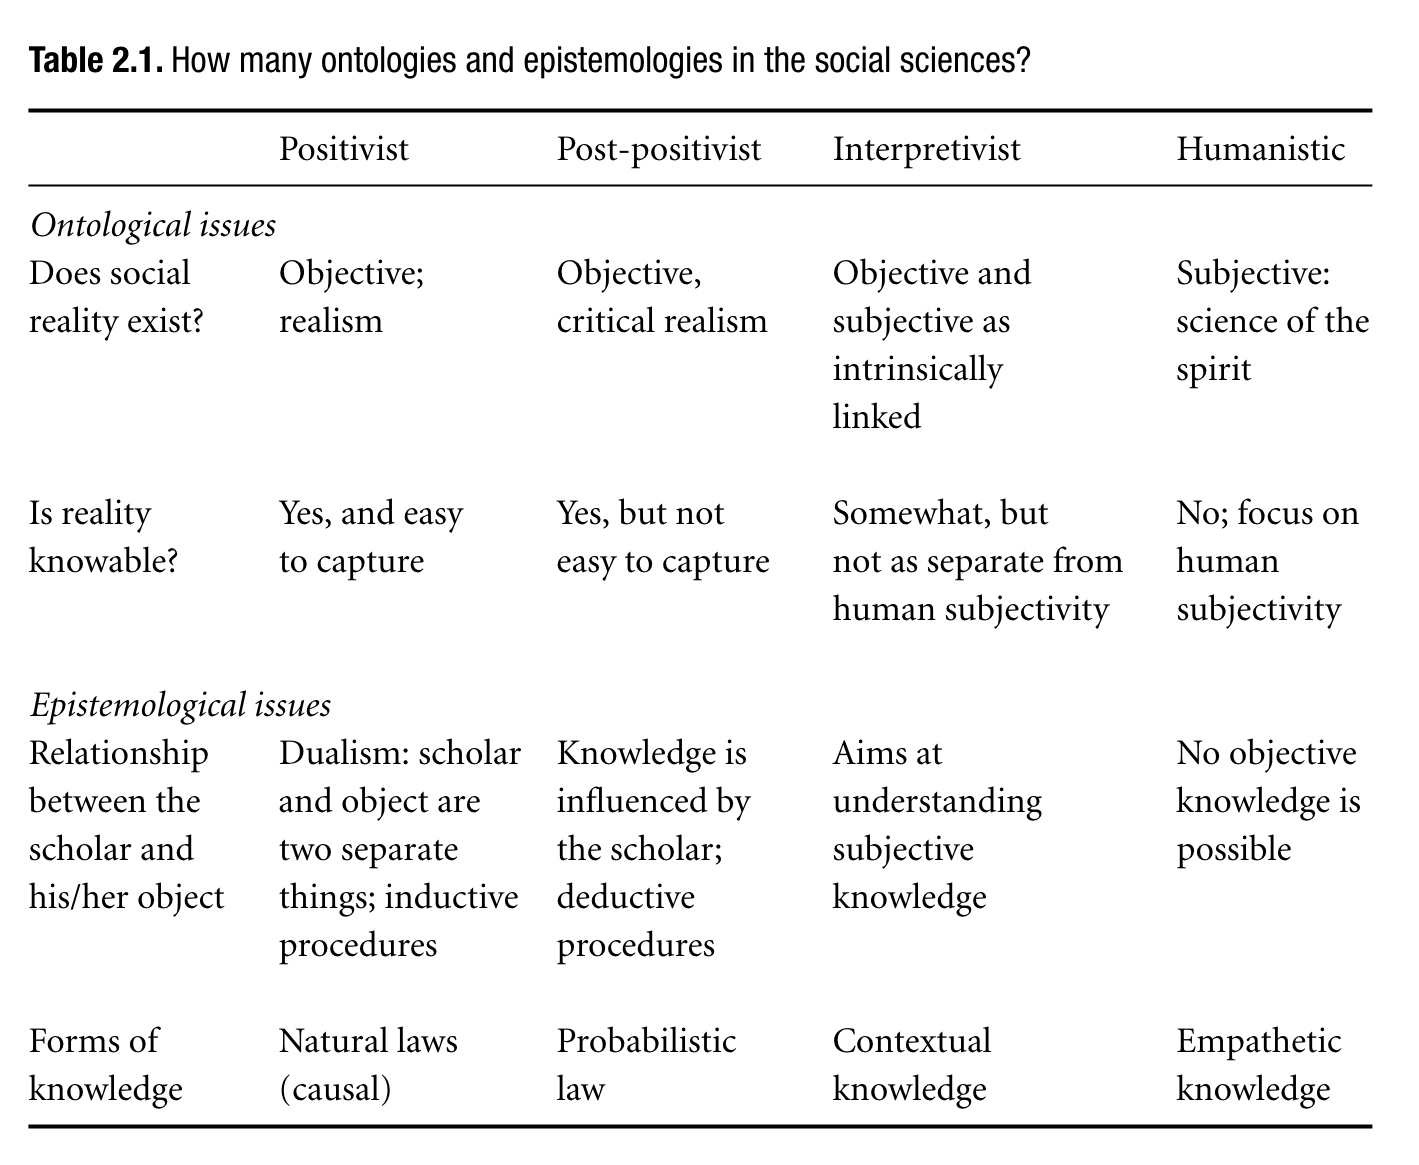 Table 2.1. How many ontologies and epistemologies in the social sciences?
Positivist Post-positivist Interpretivist Humanistic
Ontological issues
Does social Objective; Objective, Objective and Subjective:
reality exist? realism critical realism subjective as science of the
intrinsically spirit
linked
Is reality Yes, and easy Yes, but not Somewhat, but No; focus on
knowable? to capture easy to capture not as separate from human
human subjectivity subjectivity
Epistemological issues
Relationship Dualism: scholar Knowledge is Aims at No objective
between the and object are influenced by understanding knowledge is
scholar and two separate the scholar; subjective possible
his/her object things; inductive deductive knowledge
procedures procedures
Forms of Natural laws Probabilistic Contextual Empathetic
knowledge (causal) law knowledge knowledge